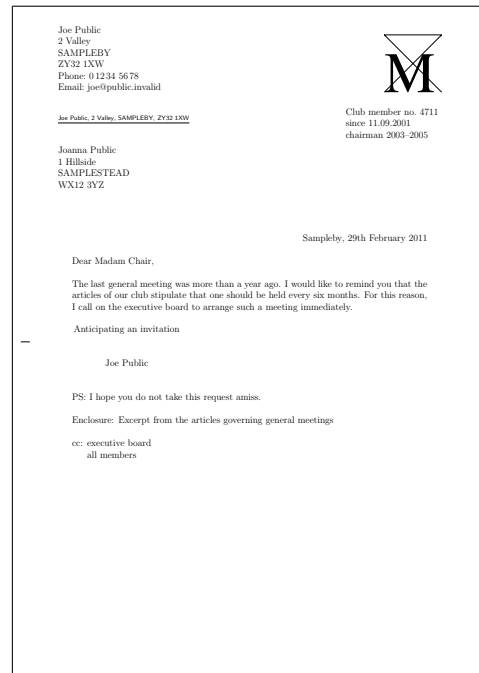 Joe Public
2 Valley
SAMPLEBY
ZY32 1XW
Phone: 0 12 34 56 78
Email: joe@public.invalid
M
Club member no. 4711
since 11.09.2001
chairman 2003–2005
Joe Public, 2 Valley, SAMPLEBY, ZY32 1XW
Joanna Public
1 Hillside
SAMPLESTEAD
WX12 3YZ
Sampleby, 29th February 2011
Dear Madam Chair,
The last general meeting was more than a year ago. I would like to remind you that the
articles of our club stipulate that one should be held every six months. For this reason,
I call on the executive board to arrange such a meeting immediately.
Anticipating an invitation
Joe Public
PS: I hope you do not take this request amiss.
Enclosure: Excerpt from the articles governing general meetings
cc: executive board
all members